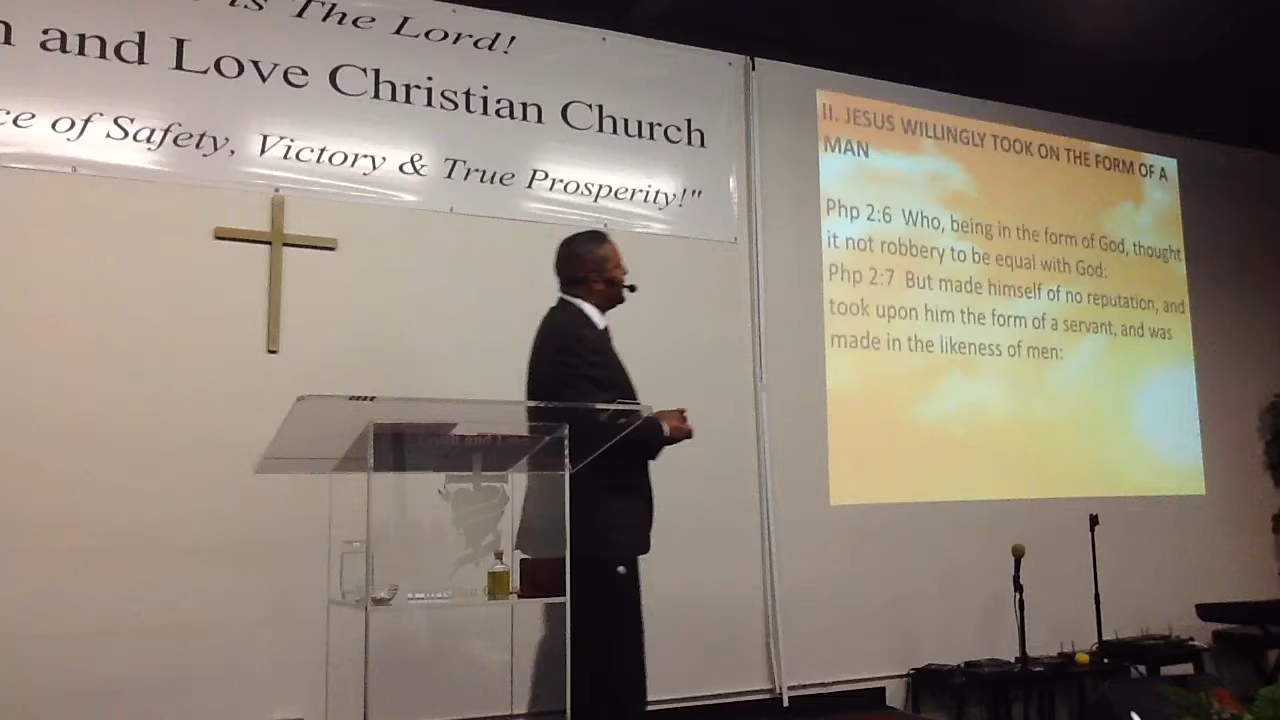 is The Lord!
and Love Christian Church
of Safety, Victory & True Prosperity!"
II. JESUS WILLINGLY TOOK ON THE FORM OF A
MAN
Php 2:6 Who, being in the form of God, thought
it not robbery to be equal with God:
Php 2:7 But made himself of no reputation, and
took upon him the form of a servant, and was
made in the likeness of men: